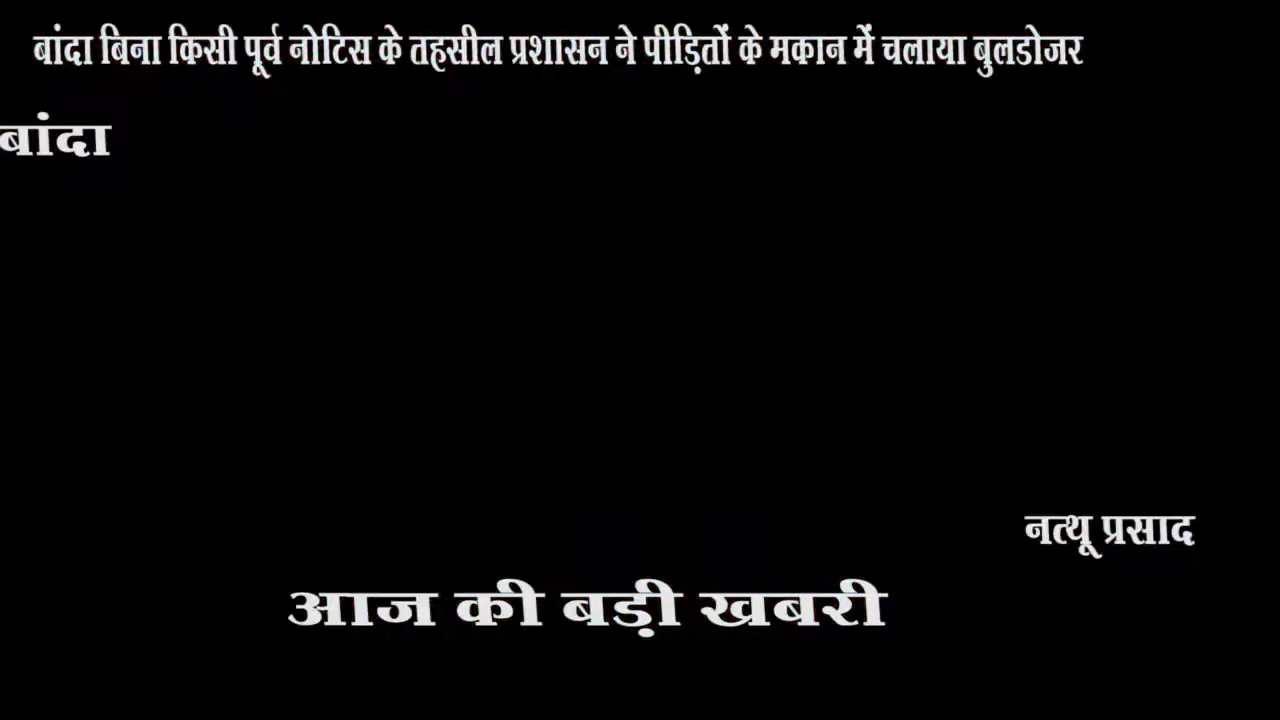 बांदा बिना किसी पूर्व नोटिस के तहसील प्रशासन ने पीड़ितों के मकान में चलाया बुलडोजर
बांदा
नत्थू प्रसाद
आज की बड़ी खबरी